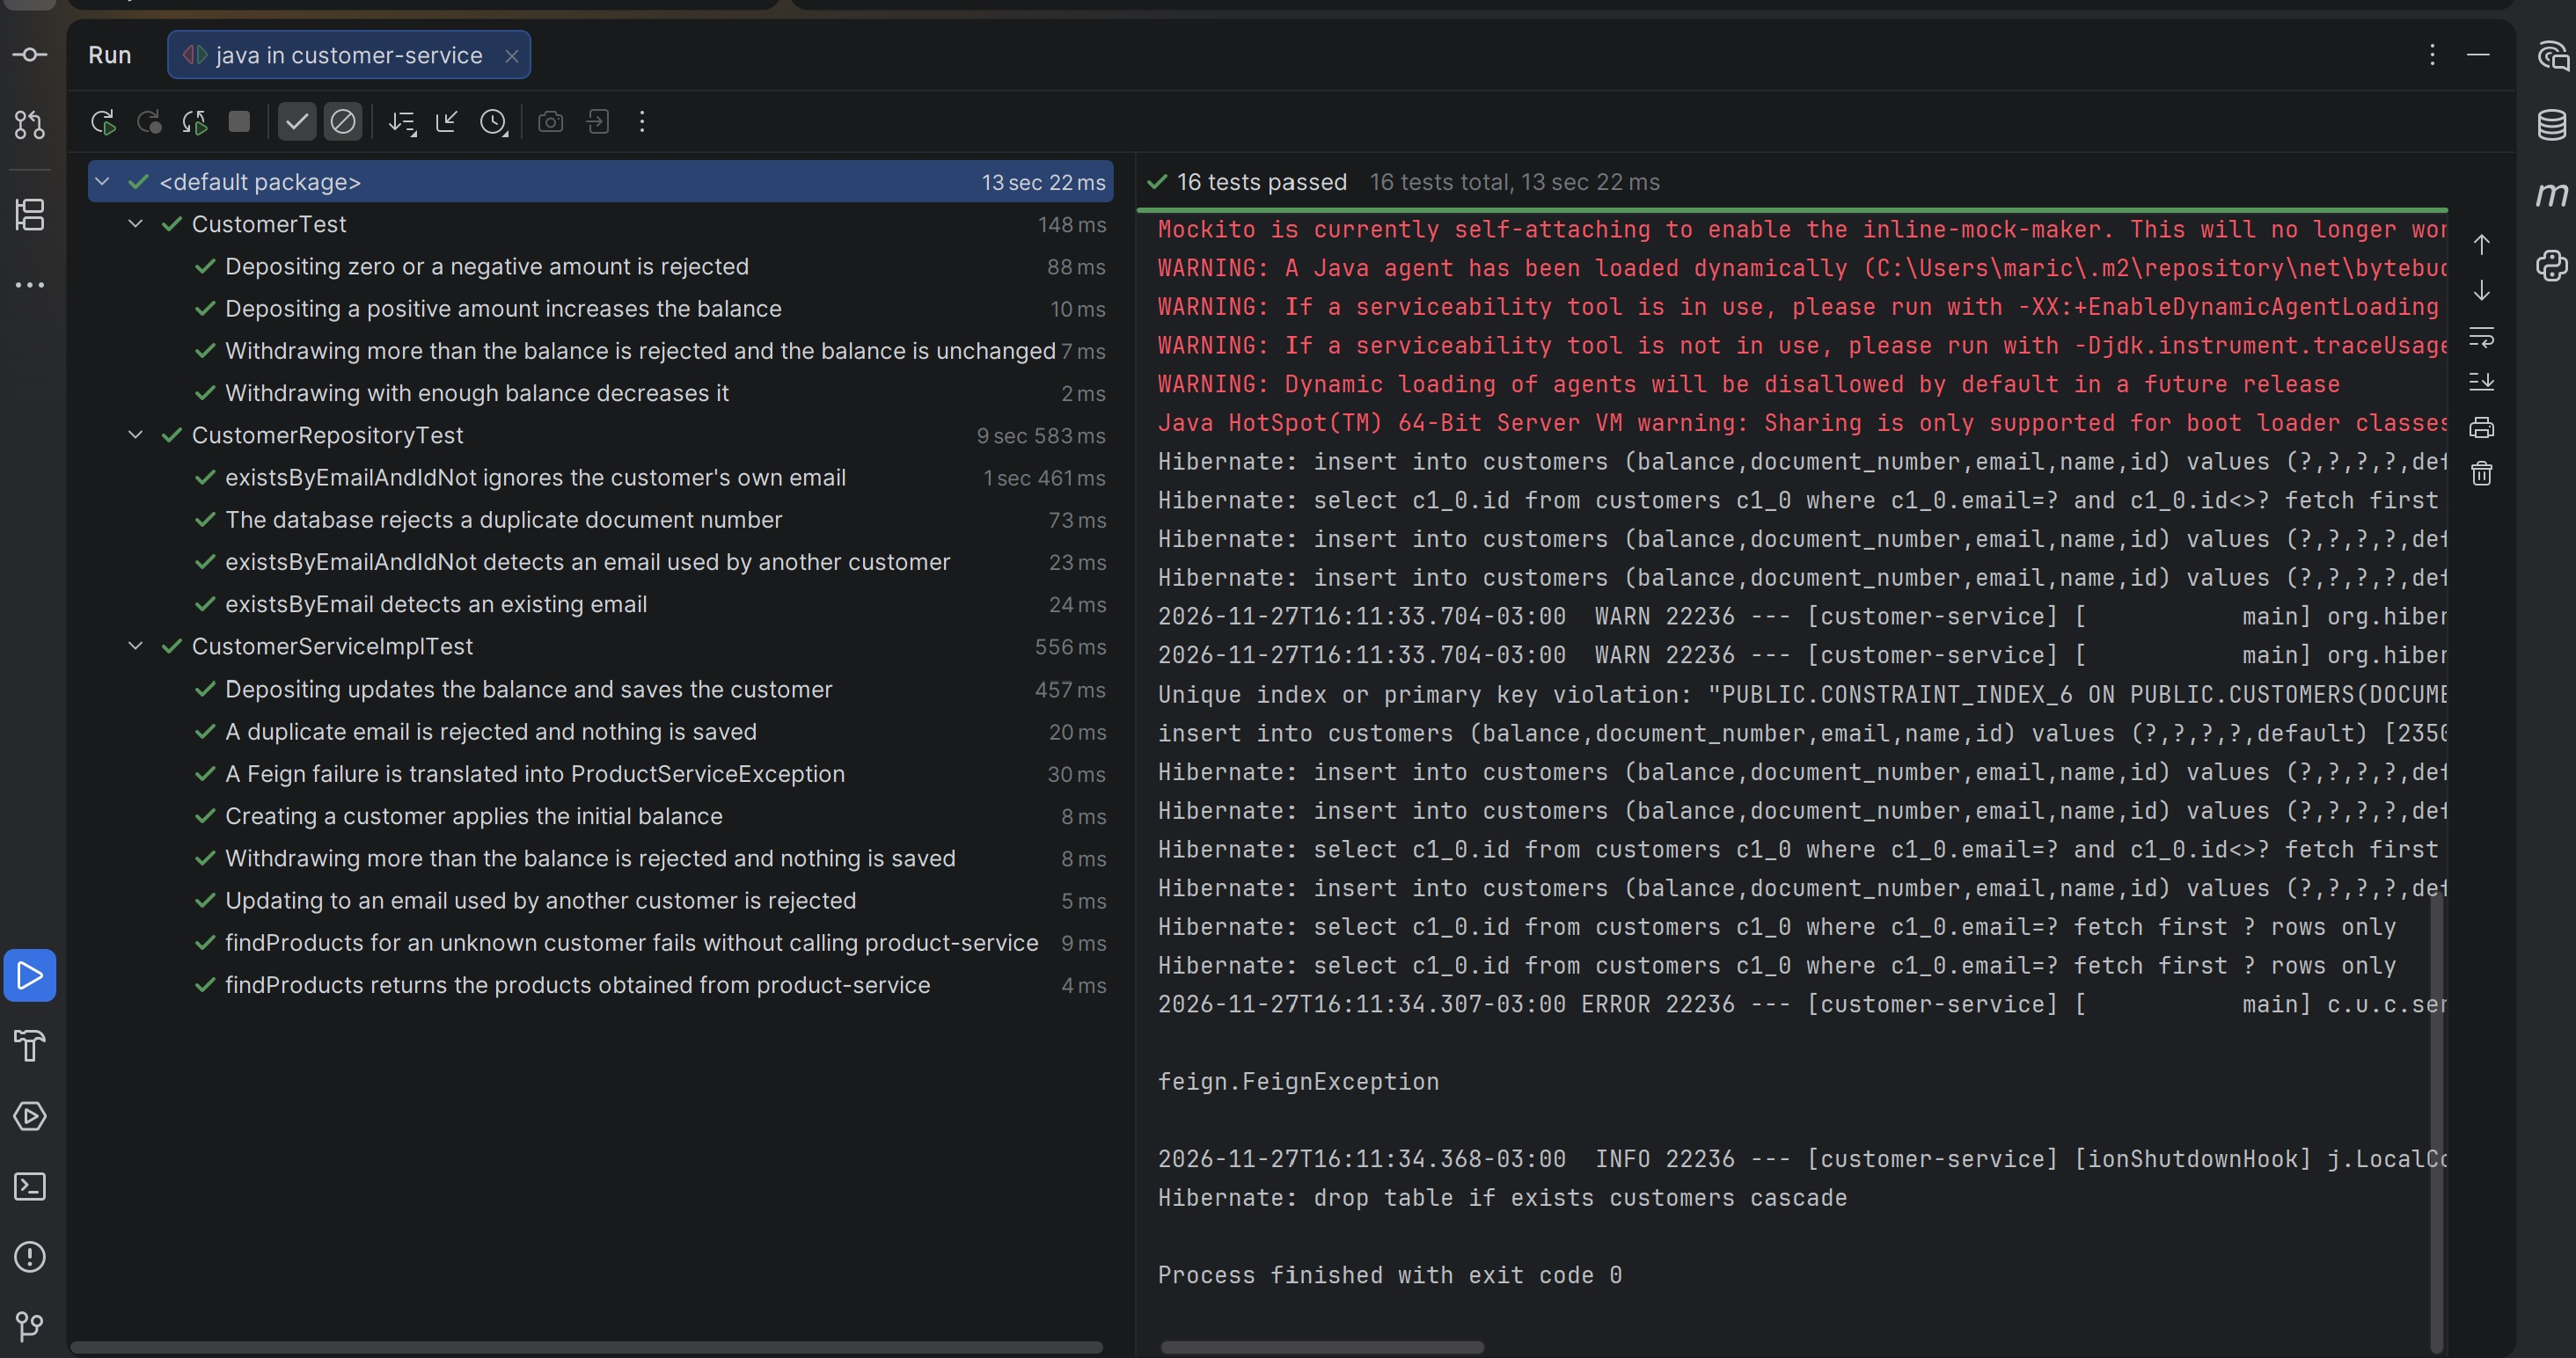 Run
java in customer-service
<default package> 13 sec 22 ms
CustomerTest 148 ms
Depositing zero or a negative amount is rejected 88 ms
Depositing a positive amount increases the balance 10 ms
Withdrawing more than the balance is rejected and the balance is unchanged 7 ms
Withdrawing with enough balance decreases it 2 ms
CustomerRepositoryTest 9 sec 583 ms
existsByEmailAndIdNot ignores the customer's own email 1 sec 461 ms
The database rejects a duplicate document number 73 ms
existsByEmailAndIdNot detects an email used by another customer 23 ms
existsByEmail detects an existing email 24 ms
CustomerServiceImplTest 556 ms
Depositing updates the balance and saves the customer 457 ms
A duplicate email is rejected and nothing is saved 20 ms
A Feign failure is translated into ProductServiceException 30 ms
Creating a customer applies the initial balance 8 ms
Withdrawing more than the balance is rejected and nothing is saved 8 ms
Updating to an email used by another customer is rejected 5 ms
findProducts for an unknown customer fails without calling product-service 9 ms
findProducts returns the products obtained from product-service 4 ms
16 tests passed 16 tests total, 13 sec 22 ms
Mockito is currently self-attaching to enable the inline-mock-maker. This will no longer wor
WARNING: A Java agent has been loaded dynamically (C:\Users\maric\.m2\repository\net\bytebud
WARNING: If a serviceability tool is in use, please run with -XX:+EnableDynamicAgentLoading
WARNING: If a serviceability tool is not in use, please run with -Djdk.instrument.traceUsage
WARNING: Dynamic loading of agents will be disallowed by default in a future release
Java HotSpot(TM) 64-Bit Server VM warning: Sharing is only supported for boot loader classes
Hibernate: insert into customers (balance,document_number,email,name,id) values (?,?,?,?,def
Hibernate: select c1_0.id from customers c1_0 where c1_0.email=? and c1_0.id<>? fetch first
Hibernate: insert into customers (balance,document_number,email,name,id) values (?,?,?,?,def
Hibernate: insert into customers (balance,document_number,email,name,id) values (?,?,?,?,def
2026-11-27T16:11:33.704-03:00  WARN 22236 --- [customer-service] [           main] org.hiber
2026-11-27T16:11:33.704-03:00  WARN 22236 --- [customer-service] [           main] org.hiber
Unique index or primary key violation: "PUBLIC.CONSTRAINT_INDEX_6 ON PUBLIC.CUSTOMERS(DOCUME
insert into customers (balance,document_number,email,name,id) values (?,?,?,?,default) [2350
Hibernate: insert into customers (balance,document_number,email,name,id) values (?,?,?,?,def
Hibernate: insert into customers (balance,document_number,email,name,id) values (?,?,?,?,def
Hibernate: select c1_0.id from customers c1_0 where c1_0.email=? and c1_0.id<>? fetch first
Hibernate: insert into customers (balance,document_number,email,name,id) values (?,?,?,?,def
Hibernate: select c1_0.id from customers c1_0 where c1_0.email=? fetch first ? rows only
Hibernate: select c1_0.id from customers c1_0 where c1_0.email=? fetch first ? rows only
2026-11-27T16:11:34.307-03:00 ERROR 22236 --- [customer-service] [           main] c.u.c.ser
feign.FeignException
2026-11-27T16:11:34.368-03:00  INFO 22236 --- [customer-service] [ionShutdownHook] j.LocalCo
Hibernate: drop table if exists customers cascade
Process finished with exit code 0